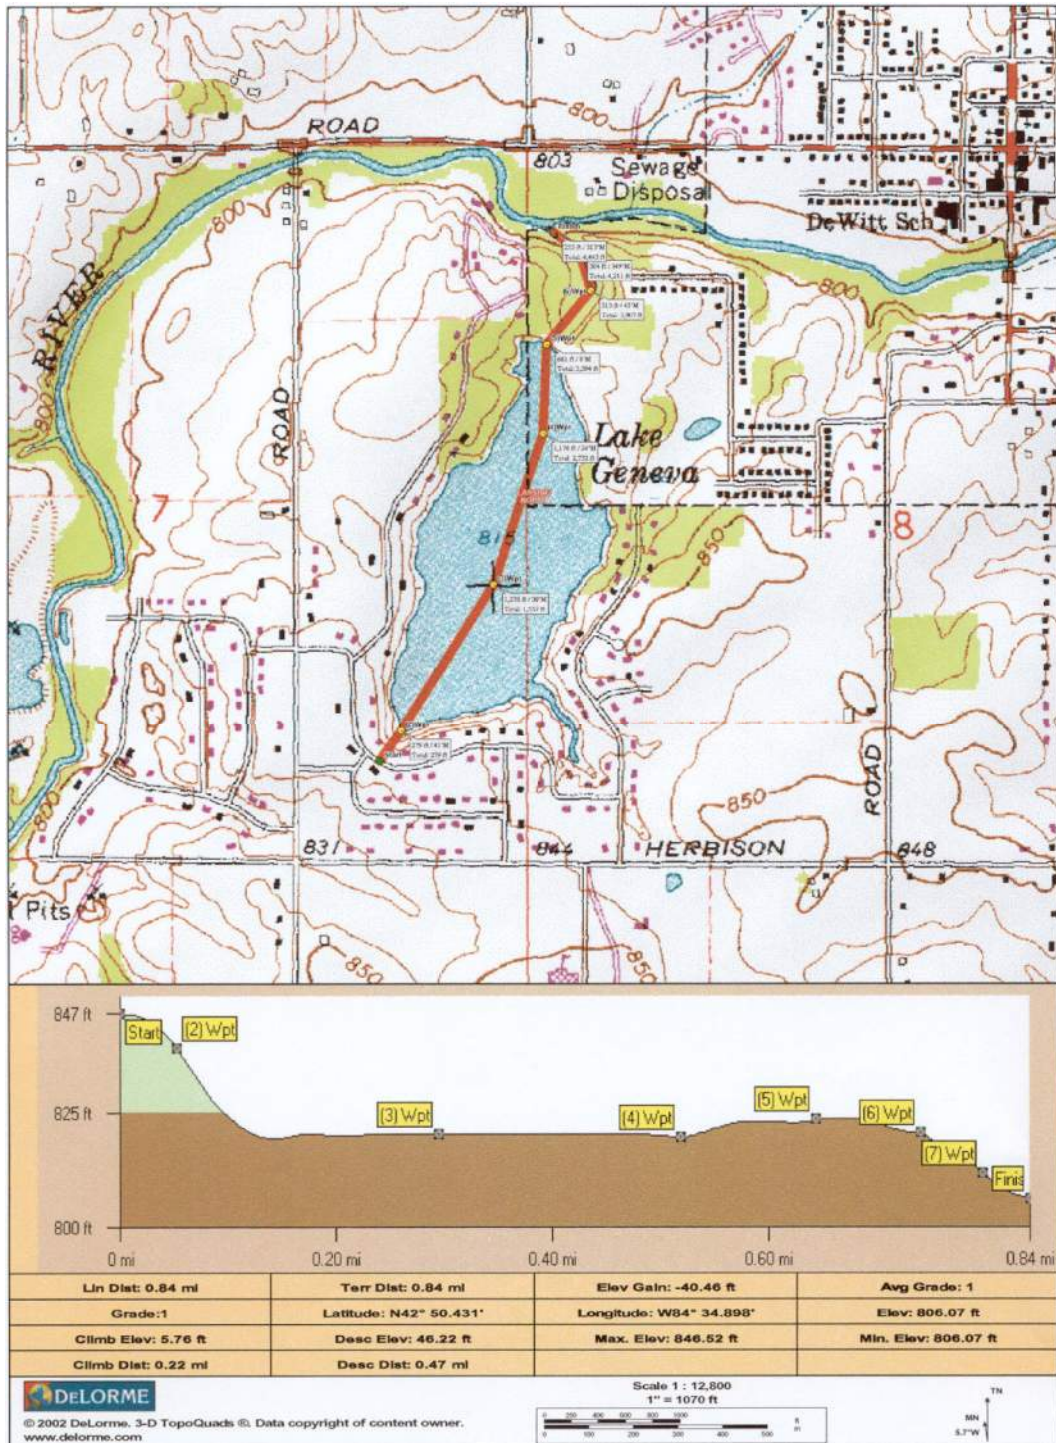 ROAD
800
803
Sewage
Disposal
De Witt Sch
800
RIVER
800
800
ROAD
Lake
Geneva
7
8
815
850
ROAD
850
800
831
844
HERBISON
848
Pits
850
850
847 ft
825 ft
800 ft
Start
(2) Wpt
(3) Wpt
(4) Wpt
(5) Wpt
(6) Wpt
(7) Wpt
Finis
0 mi
0.20 mi
0.40 mi
0.60 mi
0.84 mi
Lin Dist: 0.84 mi
Terr Dist: 0.84 mi
Elev Gain: -40.46 ft
Avg Grade: 1
Grade:1
Latitude: N42° 50.431'
Longitude: W84° 34.898'
Elev: 806.07 ft
Climb Elev: 5.76 ft
Desc Elev: 46.22 ft
Max. Elev: 846.52 ft
Min. Elev: 806.07 ft
Climb Dist: 0.22 mi
Desc Dist: 0.47 mi
DELORME
© 2002 DeLorme. 3-D TopoQuads ®. Data copyright of content owner.
www.delorme.com
Scale 1 : 12,800
1" = 1070 ft
ft
m
TN
MN
5.7°W